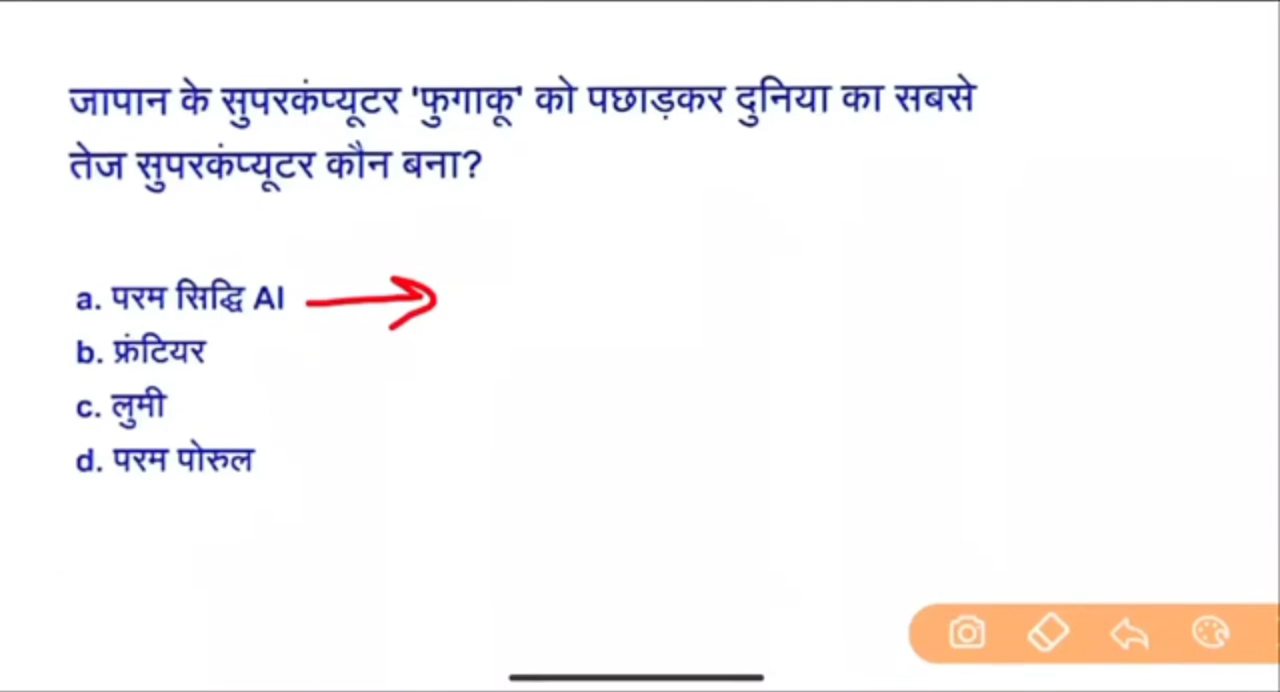 जापान के सुपरकंप्यूटर 'फुगाकू' को पछाड़कर दुनिया का सबसे
तेज सुपरकंप्यूटर कौन बना?
a. परम सिद्धि AI
b. फ्रंटियर
c. लुमी
d. परम पोरुल